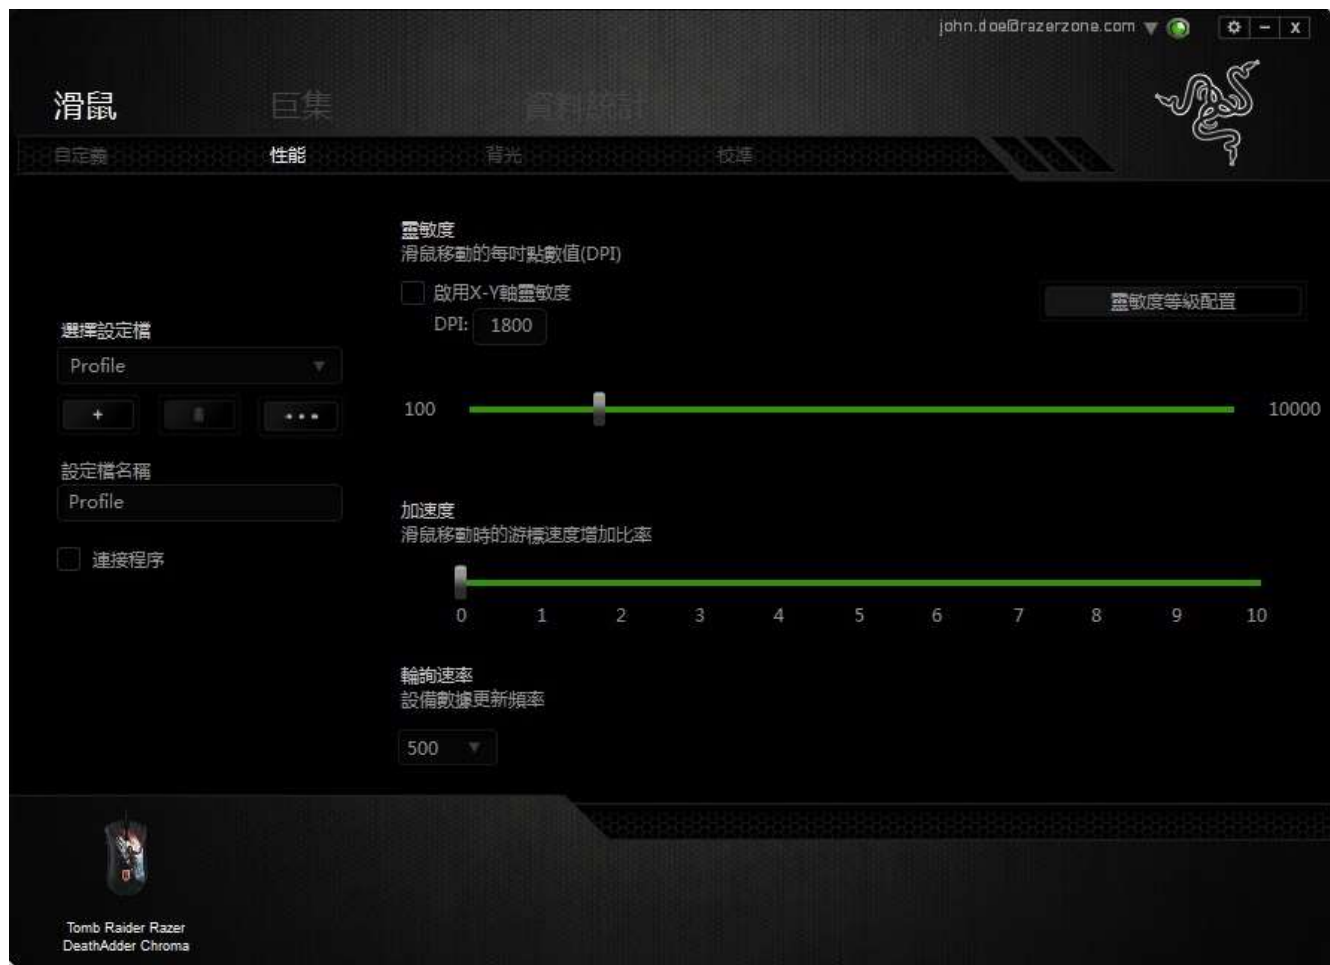 john.doe@razerzone.com
滑鼠 巨集 資料統計
自定義 性能 背光 校準
靈敏度
滑鼠移動的每吋點數值(DPI)
啟用X-Y軸靈敏度
靈敏度等級配置
DPI: 1800
選擇設定檔
Profile
+ •••
100 10000
設定檔名稱
Profile
連接程序
加速度
滑鼠移動時的游標速度增加比率
0 1 2 3 4 5 6 7 8 9 10
輪詢速率
設備數據更新頻率
500
Tomb Raider Razer
DeathAdder Chroma